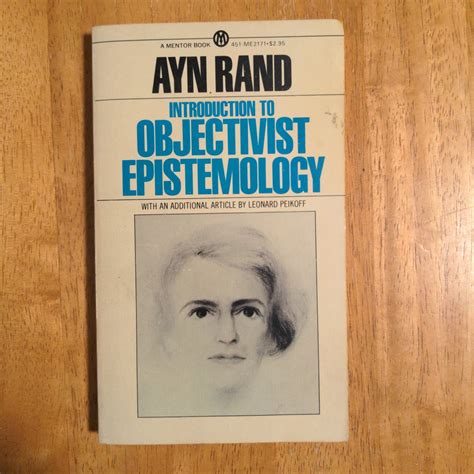 A MENTOR BOOK
451-ME2171•$2.95
AYN RAND
INTRODUCTION TO
OBJECTIVIST
EPISTEMOLOGY
WITH AN ADDITIONAL ARTICLE BY LEONARD PEIKOFF